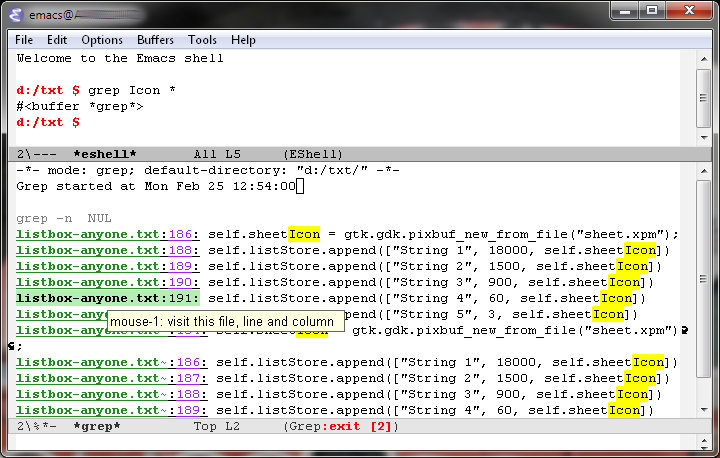 emacs@
File Edit Options Buffers Tools Help
Welcome to the Emacs shell
d:/txt $ grep Icon *
#<buffer *grep*>
d:/txt $
2\--- *eshell* All L5 (EShell)
-*- mode: grep; default-directory: "d:/txt/" -*-
Grep started at Mon Feb 25 12:54:00
grep -n NUL
listbox-anyone.txt:186: self.sheetIcon = gtk.gdk.pixbuf_new_from_file("sheet.xpm");
listbox-anyone.txt:188: self.listStore.append(["String 1", 18000, self.sheetIcon])
listbox-anyone.txt:189: self.listStore.append(["String 2", 1500, self.sheetIcon])
listbox-anyone.txt:190: self.listStore.append(["String 3", 900, self.sheetIcon])
listbox-anyone.txt:191: self.listStore.append(["String 4", 60, self.sheetIcon])
append(["String 5", 3, self.sheetIcon])
mouse-1: visit this file, line and column
listbox-anyone.txt self.sheetIcon = gtk.gdk.pixbuf_new_from_file("sheet.xpm")
;
listbox-anyone.txt~:186: self.listStore.append(["String 1", 18000, self.sheetIcon])
listbox-anyone.txt~:187: self.listStore.append(["String 2", 1500, self.sheetIcon])
listbox-anyone.txt~:188: self.listStore.append(["String 3", 900, self.sheetIcon])
listbox-anyone.txt~:189: self.listStore.append(["String 4", 60, self.sheetIcon])
2\%*- *grep* Top L2 (Grep:exit [2])